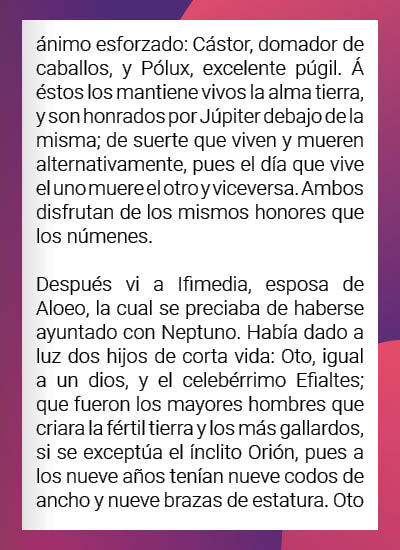 ánimo esforzado: Cástor, domador de
caballos, y Pólux, excelente púgil. Á
éstos los mantiene vivos la alma tierra,
y son honrados por Júpiter debajo de la
misma; de suerte que viven y mueren
alternativamente, pues el día que vive
el uno muere el otro y viceversa. Ambos
disfrutan de los mismos honores que
los númenes.

Después vi a Ifimedia, esposa de
Aloeo, la cual se preciaba de haberse
ayuntado con Neptuno. Había dado a
luz dos hijos de corta vida: Oto, igual
a un dios, y el celebérrimo Efialtes;
que fueron los mayores hombres que
criara la fértil tierra y los más gallardos,
si se exceptúa el ínclito Orión, pues a
los nueve años tenían nueve codos de
ancho y nueve brazas de estatura. Oto